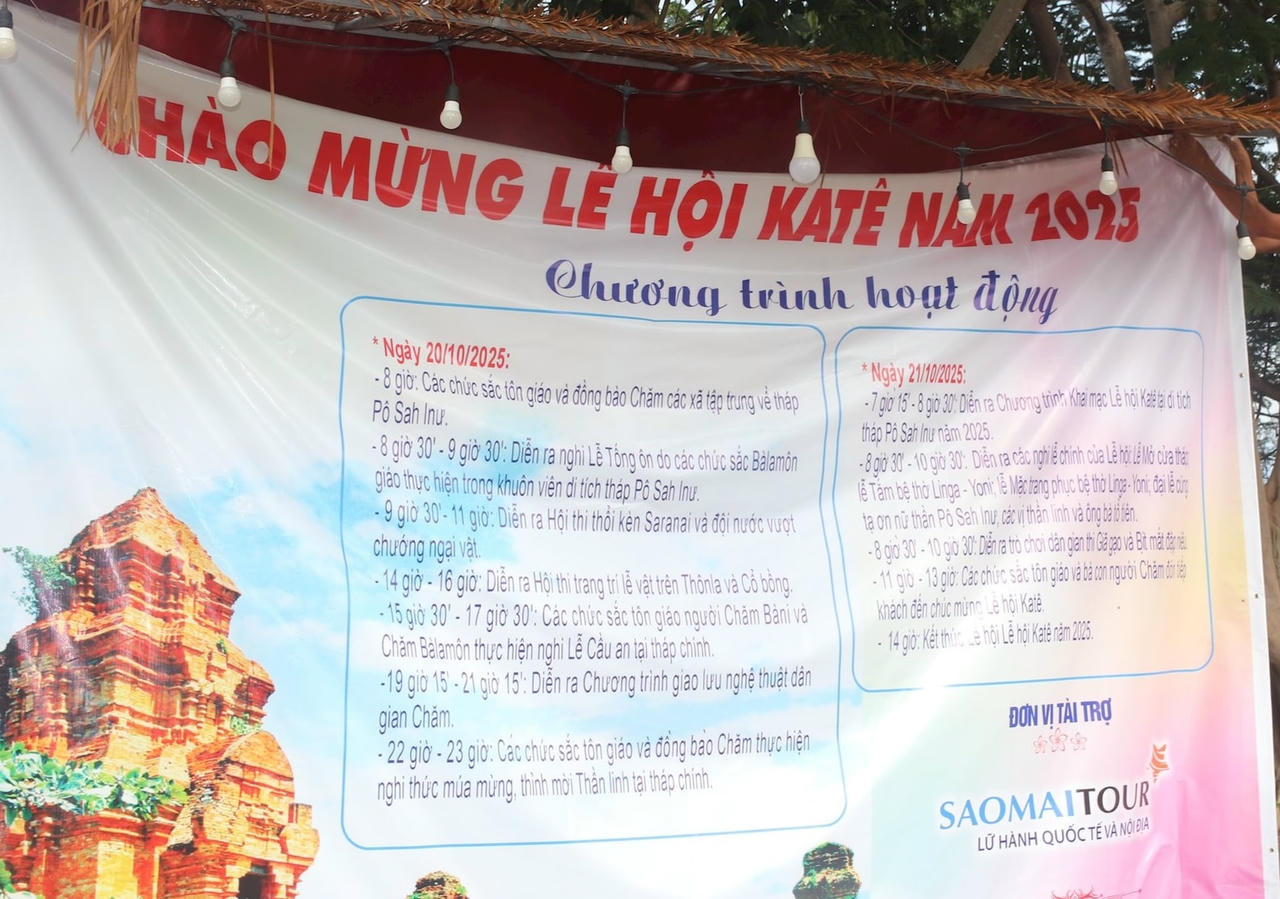 CHÀO MỪNG LỄ HỘI KATÊ NĂM 2025
Chương trình hoạt động
* Ngày 20/10/2025:
- 8 giờ: Các chức sắc tôn giáo và đồng bào Chăm các xã tập trung về tháp
Pô Sah Inư.
- 8 giờ 30' - 9 giờ 30': Diễn ra nghi Lễ Tống ôn do các chức sắc Bàlamôn
giáo thực hiện trong khuôn viên di tích tháp Pô Sah Inư.
- 9 giờ 30'- 11 giờ: Diễn ra Hội thi thổi kèn Saranai và đội nước vượt
chướng ngại vật.
- 14 giờ - 16 giờ: Diễn ra Hội thi trang trí lễ vật trên Thônla và Cổ bồng.
- 15 giờ 30' - 17 giờ 30': Các chức sắc tôn giáo người Chăm Bàni và
Chăm Bàlamôn thực hiện nghi Lễ Cầu an tại tháp chính.
- 19 giờ 15' - 21 giờ 15': Diễn ra Chương trình giao lưu nghệ thuật dân
gian Chăm.
- 22 giờ - 23 giờ: Các chức sắc tôn giáo và đồng bào Chăm thực hiện
nghi thức múa mừng, thỉnh mời Thần linh tại tháp chính.
* Ngày 21/10/2025:
- 7 giờ 15' - 8 giờ 30': Diễn ra Chương trình Khai mạc Lễ hội Katê tại di tích
tháp Pô Sah Inư năm 2025.
- 8 giờ 30' - 10 giờ 30': Diễn ra các nghi lễ chính của Lễ hội: Lễ Mở cửa tháp,
lễ Tắm bệ thờ Linga - Yoni; lễ Mặc trang phục bệ thờ Linga - Yoni; đại lễ cúng
tạ ơn nữ thần Pô Sah Inư, các vị thần linh và ông bà tổ tiên.
- 8 giờ 30' - 10 giờ 30': Diễn ra trò chơi dân gian thi Giã gạo và Bịt mắt đập niêu.
- 11 giờ - 13 giờ: Các chức sắc tôn giáo và bà con người Chăm đón tiếp
khách đến chúc mừng Lễ hội Katê.
- 14 giờ: Kết thúc Lễ hội Lễ hội Katê năm 2025.
ĐƠN VỊ TÀI TRỢ
SAOMAITOUR
LỮ HÀNH QUỐC TẾ VÀ NỘI ĐỊA